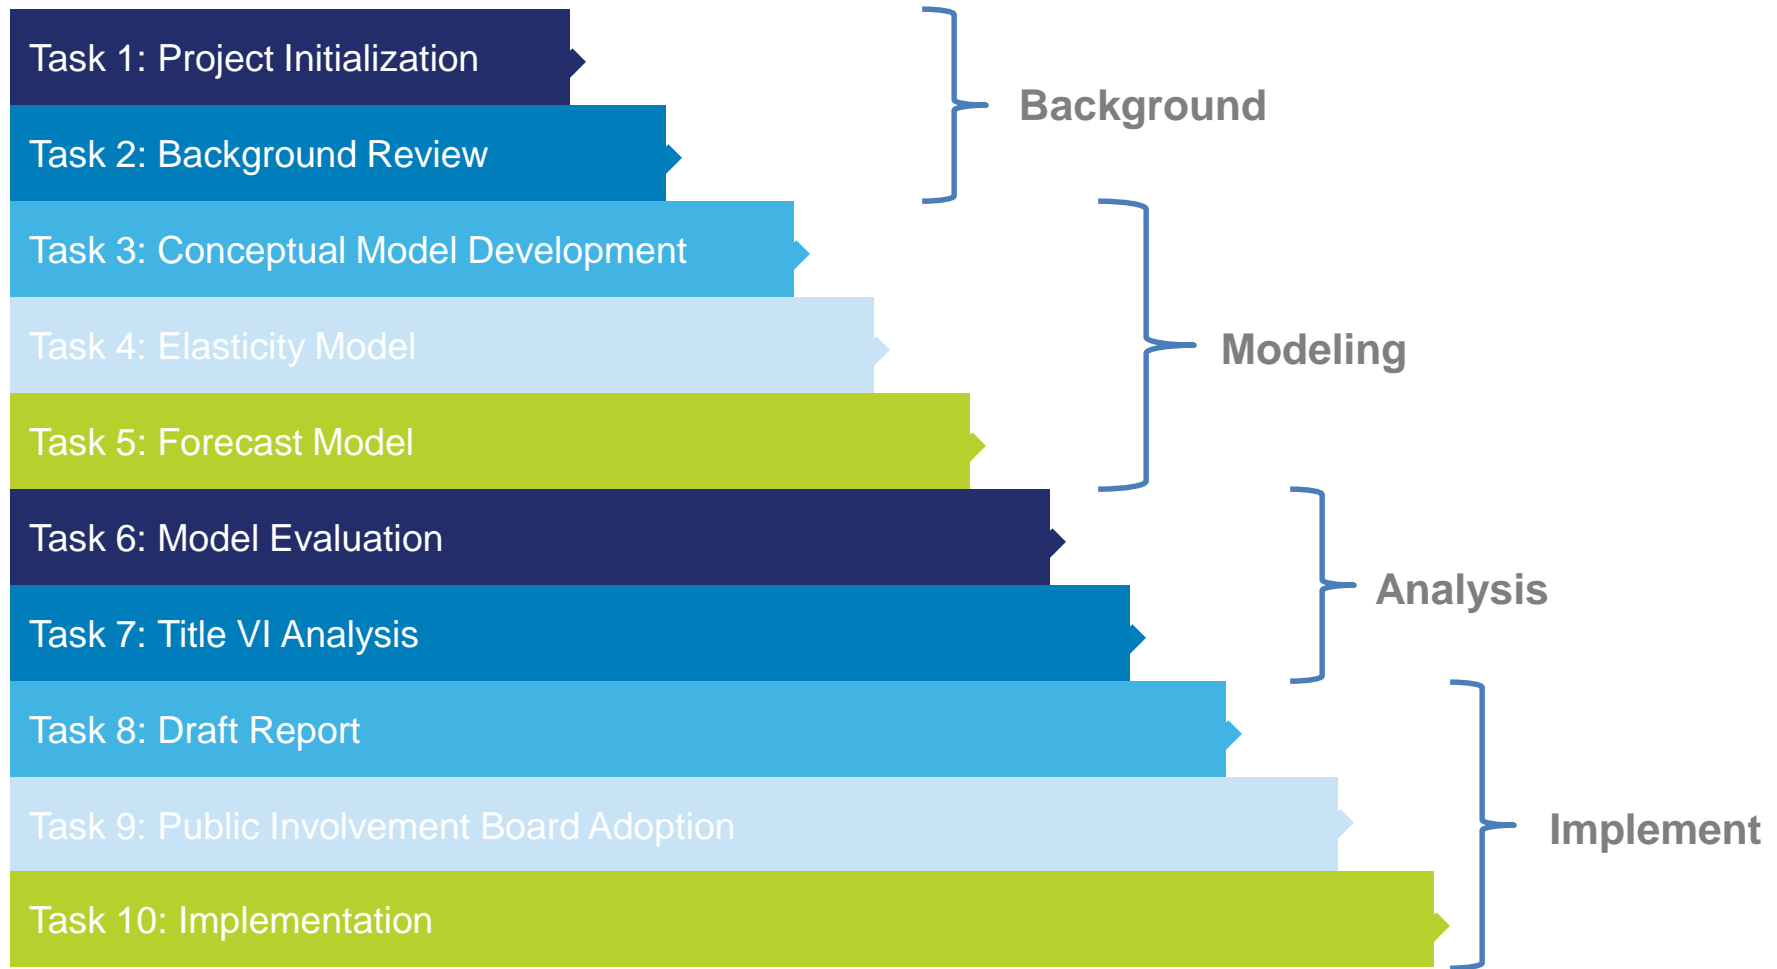 Task 1: Project Initialization
Task 2: Background Review
Background
Task 3: Conceptual Model Development
Task 4: Elasticity Model
Modeling
Task 5: Forecast Model
Task 6: Model Evaluation
Analysis
Task 7: Title VI Analysis
Task 8: Draft Report
Task 9: Public Involvement Board Adoption
Implement
Task 10: Implementation